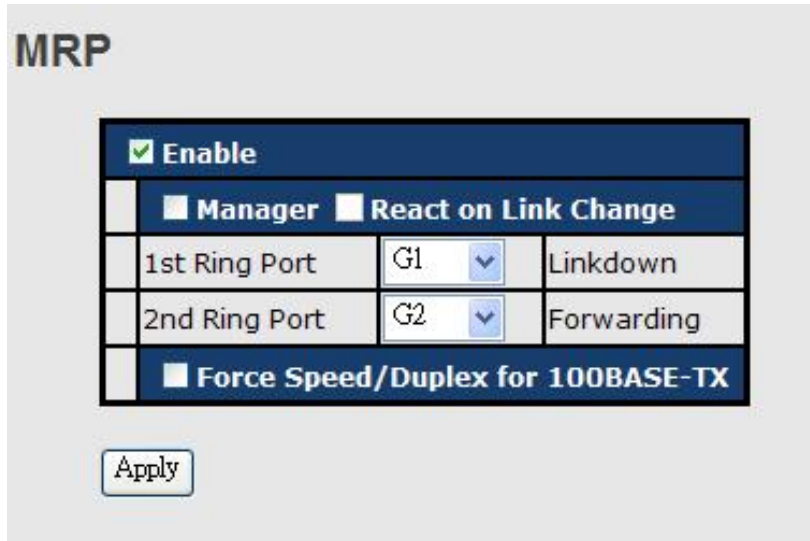 MRP
Enable
Manager React on Link Change
1st Ring Port G1 Linkdown
2nd Ring Port G2 Forwarding
Force Speed/Duplex for 100BASE-TX
Apply